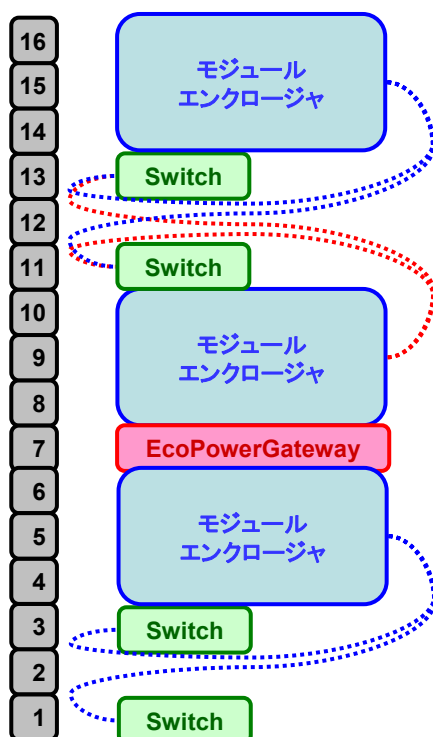 16
モジュール
エンクロージャ
15
14
13
Switch
12
11
Switch
10
モジュール
エンクロージャ
9
8
7
EcoPowerGateway
6
モジュール
エンクロージャ
5
4
3
Switch
2
1
Switch